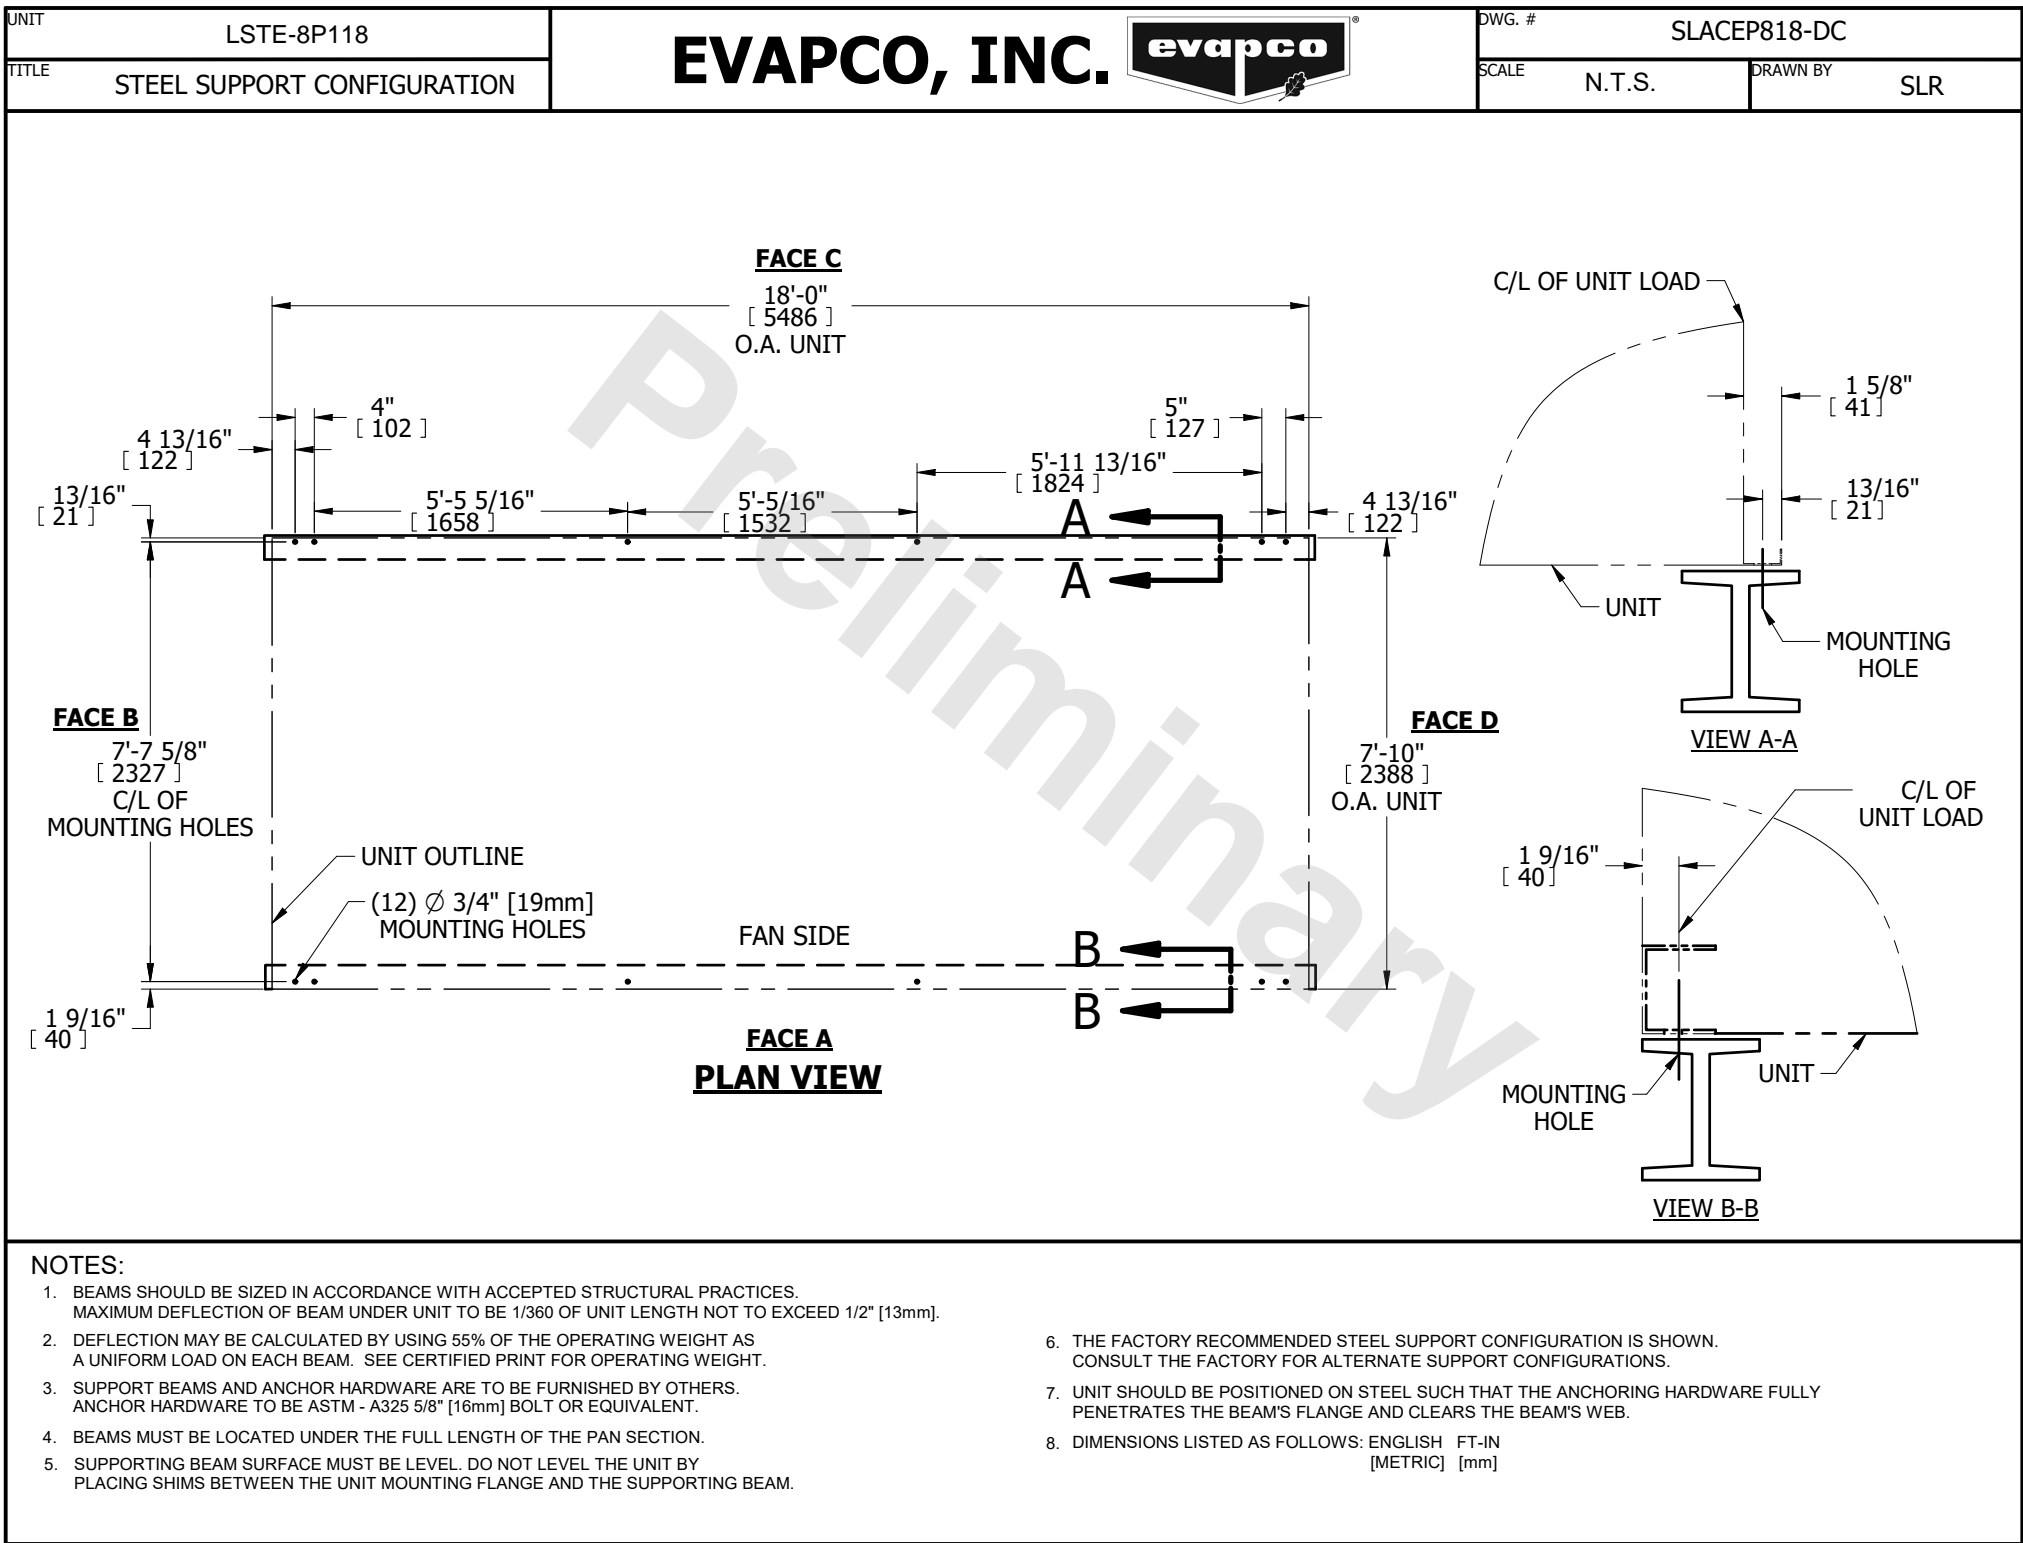 UNIT
LSTE-8P118
TITLE
STEEL SUPPORT CONFIGURATION
EVAPCO, INC.
evapco
®
DWG. #
SLACEP818-DC
SCALE
N.T.S.
DRAWN BY
SLR
FACE C
18'-0"
[ 5486 ]
O.A. UNIT
4"
[ 102 ]
4 13/16"
[ 122 ]
13/16"
[ 21 ]
5'-5 5/16"
[ 1658 ]
5'-5/16"
[ 1532 ]
5'-11 13/16"
[ 1824 ]
5"
[ 127 ]
4 13/16"
[ 122 ]
A
A
FACE B
7'-7 5/8"
[ 2327 ]
C/L OF
MOUNTING HOLES
FACE D
7'-10"
[ 2388 ]
O.A. UNIT
UNIT OUTLINE
(12) ∅ 3/4" [19mm]
MOUNTING HOLES
FAN SIDE
B
B
1 9/16"
[ 40 ]
FACE A
PLAN VIEW
Preliminary
C/L OF UNIT LOAD
1 5/8"
[ 41 ]
13/16"
[ 21 ]
UNIT
MOUNTING
HOLE
VIEW A-A
C/L OF
UNIT LOAD
1 9/16"
[ 40 ]
UNIT
MOUNTING
HOLE
VIEW B-B
NOTES:
1. BEAMS SHOULD BE SIZED IN ACCORDANCE WITH ACCEPTED STRUCTURAL PRACTICES.
MAXIMUM DEFLECTION OF BEAM UNDER UNIT TO BE 1/360 OF UNIT LENGTH NOT TO EXCEED 1/2" [13mm].
2. DEFLECTION MAY BE CALCULATED BY USING 55% OF THE OPERATING WEIGHT AS
A UNIFORM LOAD ON EACH BEAM. SEE CERTIFIED PRINT FOR OPERATING WEIGHT.
3. SUPPORT BEAMS AND ANCHOR HARDWARE ARE TO BE FURNISHED BY OTHERS.
ANCHOR HARDWARE TO BE ASTM - A325 5/8" [16mm] BOLT OR EQUIVALENT.
4. BEAMS MUST BE LOCATED UNDER THE FULL LENGTH OF THE PAN SECTION.
5. SUPPORTING BEAM SURFACE MUST BE LEVEL. DO NOT LEVEL THE UNIT BY
PLACING SHIMS BETWEEN THE UNIT MOUNTING FLANGE AND THE SUPPORTING BEAM.
6. THE FACTORY RECOMMENDED STEEL SUPPORT CONFIGURATION IS SHOWN.
CONSULT THE FACTORY FOR ALTERNATE SUPPORT CONFIGURATIONS.
7. UNIT SHOULD BE POSITIONED ON STEEL SUCH THAT THE ANCHORING HARDWARE FULLY
PENETRATES THE BEAM'S FLANGE AND CLEARS THE BEAM'S WEB.
8. DIMENSIONS LISTED AS FOLLOWS: ENGLISH FT-IN
[METRIC] [mm]